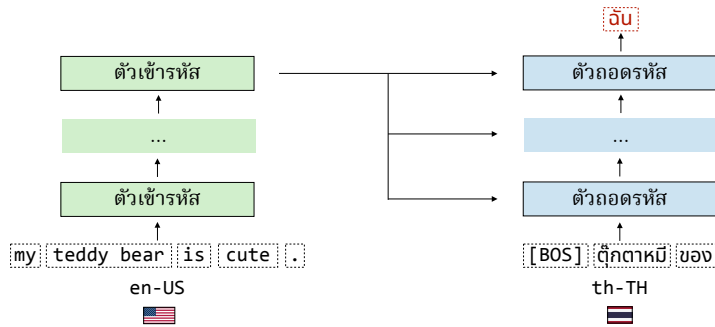 ฉัน
ตัวเข้ารหัส
ตัวถอดรหัส
...
...
ตัวเข้ารหัส
ตัวถอดรหัส
my teddy bear is cute .
[BOS] ตุ๊กตาหมี ของ
en-US
th-TH